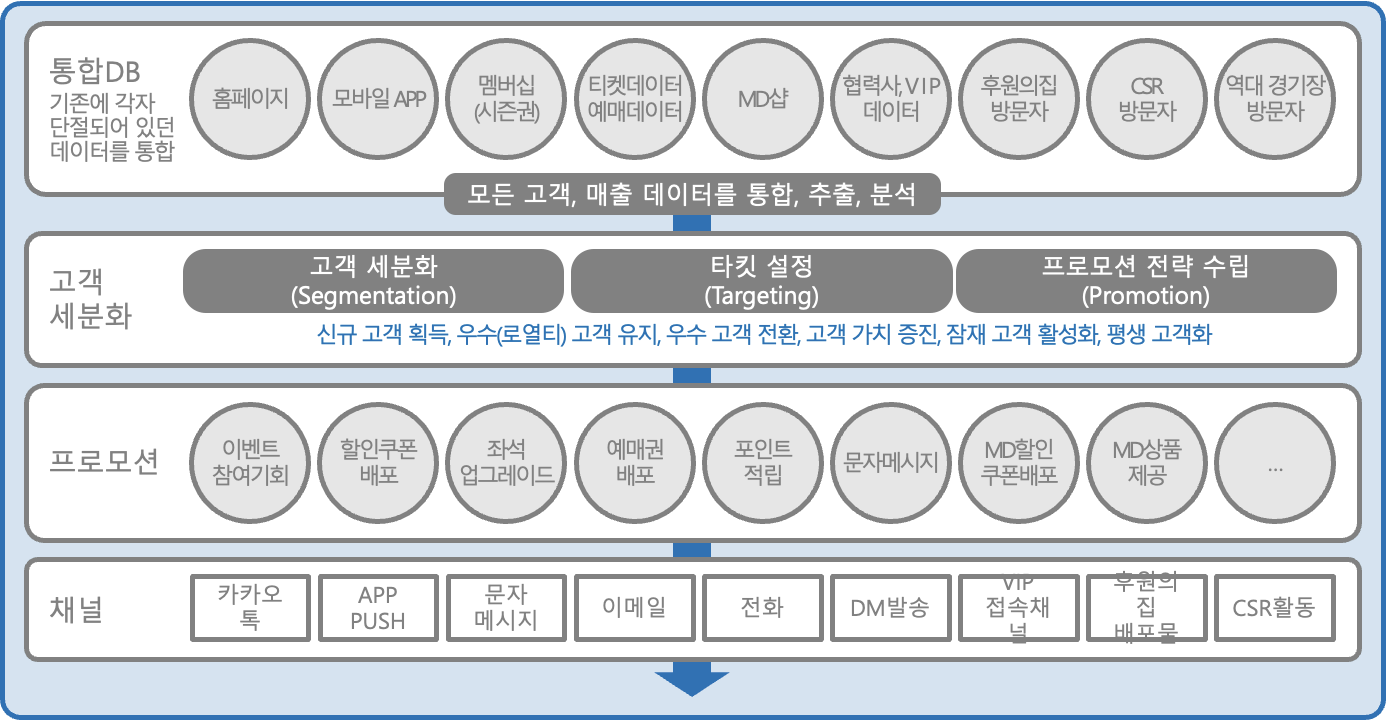 통합DB
기존에 각자
단절되어 있던
데이터를 통합
홈페이지
모바일 APP
멤버십
(시즌권)
티켓데이터
예매데이터
MD샵
협력사, VIP
데이터
후원의집
방문자
CSR
방문자
역대 경기장
방문자
모든 고객, 매출 데이터를 통합, 추출, 분석
고객
세분화
고객 세분화
(Segmentation)
타킷 설정
(Targeting)
프로모션 전략 수립
(Promotion)
신규 고객 획득, 우수(로열티) 고객 유지, 우수 고객 전환, 고객 가치 증진, 잠재 고객 활성화, 평생 고객화
프로모션
이벤트
참여기회
할인쿠폰
배포
좌석
업그레이드
예매권
배포
포인트
적립
문자메시지
MD할인
쿠폰배포
MD상품
제공
...
채널
카카오
톡
APP
PUSH
문자
메시지
이메일
전화
DM발송
VIP
접속채
널
후원의
집
배포물
CSR활동